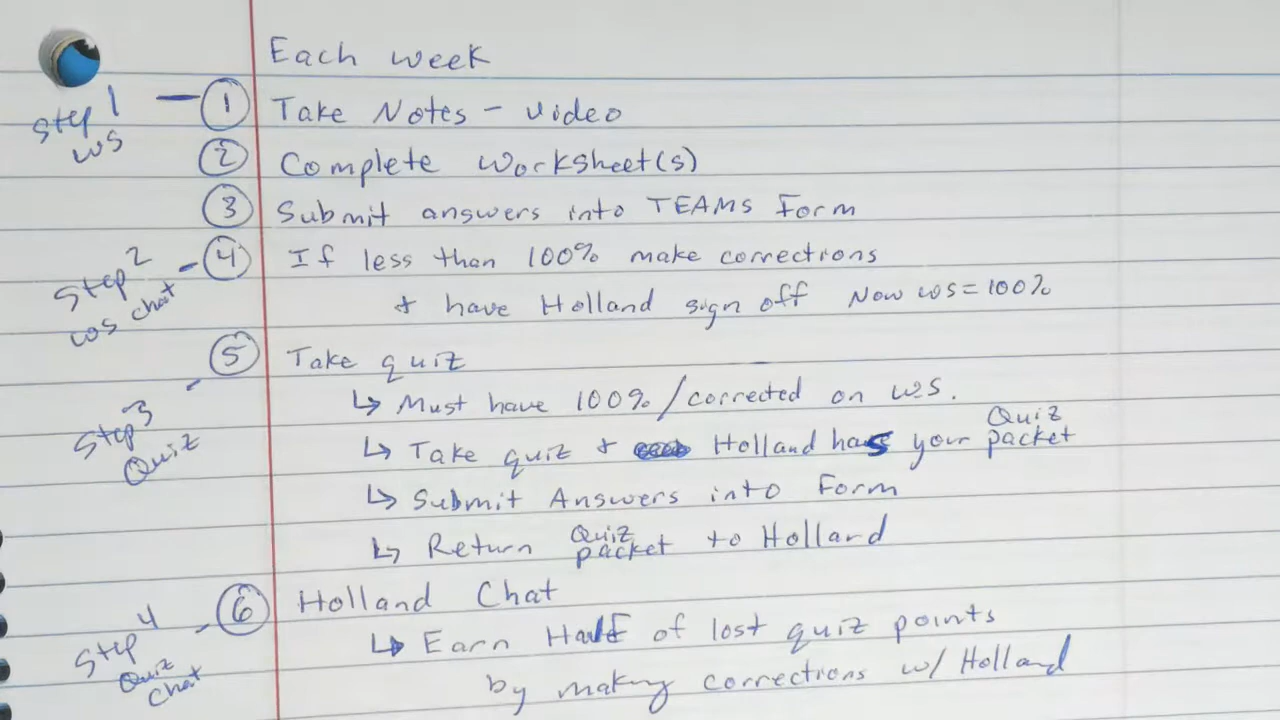 Each week
Step 1 — ① Take Notes - Video
WS
② Complete Worksheet(s)
③ Submit answers into TEAMS Form
Step 2 - ④ If less than 100% make corrections
WS chat
+ have Holland sign off Now WS = 100%
⑤ Take quiz
↳ Must have 100%/corrected on WS.
Step 3 -
Quiz
↳ Take quiz + Holland has your Quiz packet
↳ Submit Answers into Form
↳ Return Quiz packet to Holland
Step 4 - ⑥ Holland Chat
Quiz
Chat
↳ Earn Half of lost quiz points
by making corrections w/ Holland